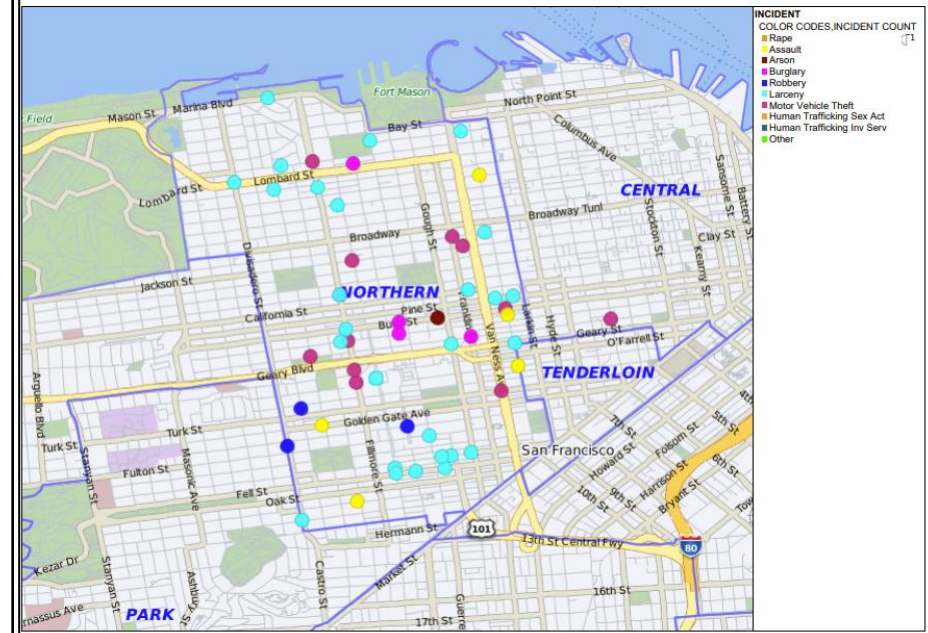 INCIDENT
COLOR CODES,INCIDENT COUNT
1
Rape
Assault
Arson
Burglary
Robbery
Larceny
Motor Vehicle Theft
Human Trafficking Sex Act
Human Trafficking Inv Serv
Other
Field
Mason St
Marina Blvd
Fort Mason
North Point St
Bay St
Columbus Ave
Lombard St
Lombard St
CENTRAL
Sansome St
Battery St
Broadway Tunl
Stockton St
Gough St
Broadway
Clay St
Kearny St
Divisadero St
Jackson St
NORTHERN
Franklin
California St
Pine St
Larkin St
Hyde St
Van Ness Ave
Geary St
O'Farrell St
Geary Blvd
TENDERLOIN
Arguello Blvd
4th
5th St
Golden Gate Ave
7th St
Turk St
Turk St
Folsom St
San Francisco
6th St
Fillmore St
Howard St
Stanyan St
Masonic Ave
Fulton St
Harrison St
Fell St
9th St
Bryant St
Oak St
10th St
Hermann St
101
13th St Central Fwy
80
Kezar Dr
Stanyan St
Ashbury St
Castro St
Market St
16th St
PARK
17th St